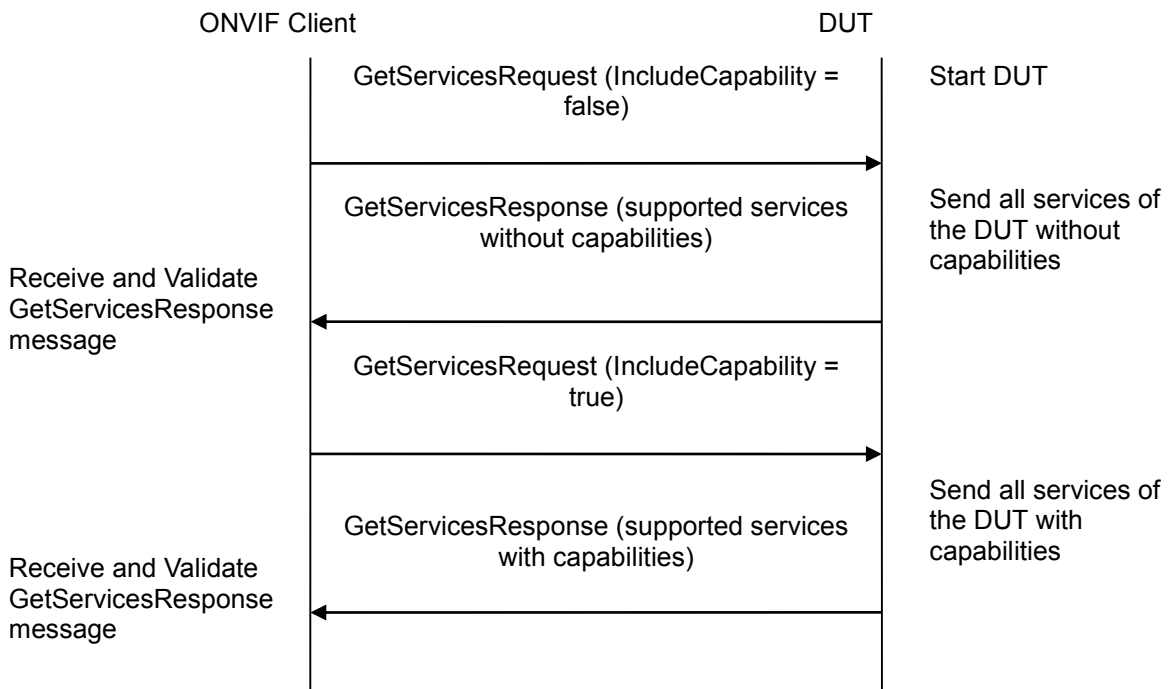 ONVIF Client
DUT
GetServicesRequest (IncludeCapability =
false)
Start DUT
GetServicesResponse (supported services
without capabilities)
Send all services of
the DUT without
capabilities
Receive and Validate
GetServicesResponse
message
GetServicesRequest (IncludeCapability =
true)
GetServicesResponse (supported services
with capabilities)
Send all services of
the DUT with
capabilities
Receive and Validate
GetServicesResponse
message